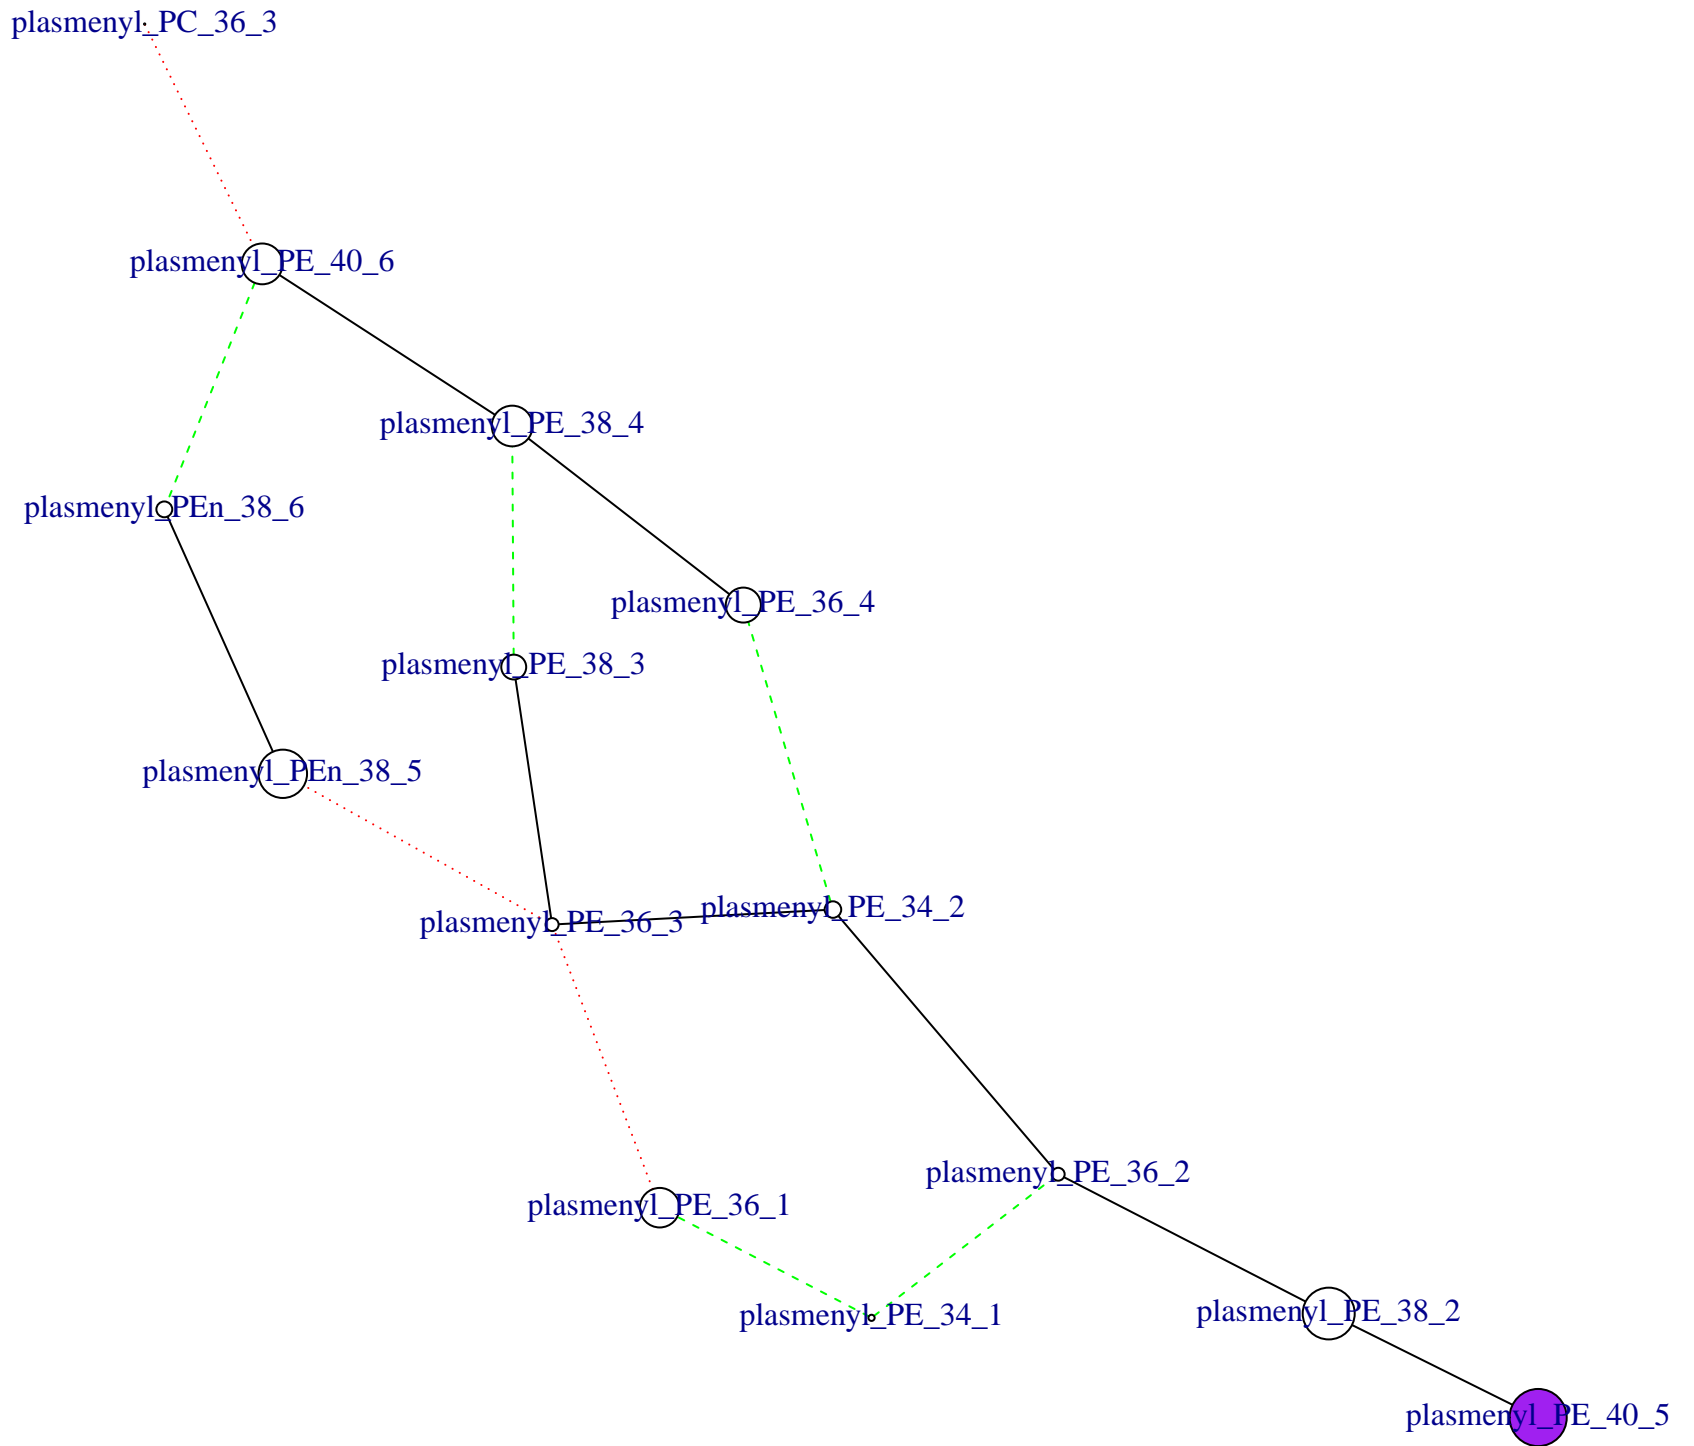 plasmenyl_PC_36_3
plasmenyl_PE_40_6
plasmenyl_PE_38_4
plasmenyl_PEn_38_6
plasmenyl_PE_36_4
plasmenyl_PE_38_3
plasmenyl_PEn_38_5
plasmenyl_PE_34_2
plasmenyl_PE_36_3
plasmenyl_PE_36_2
plasmenyl_PE_36_1
plasmenyl_PE_38_2
plasmenyl_PE_34_1
plasmenyl_PE_40_5